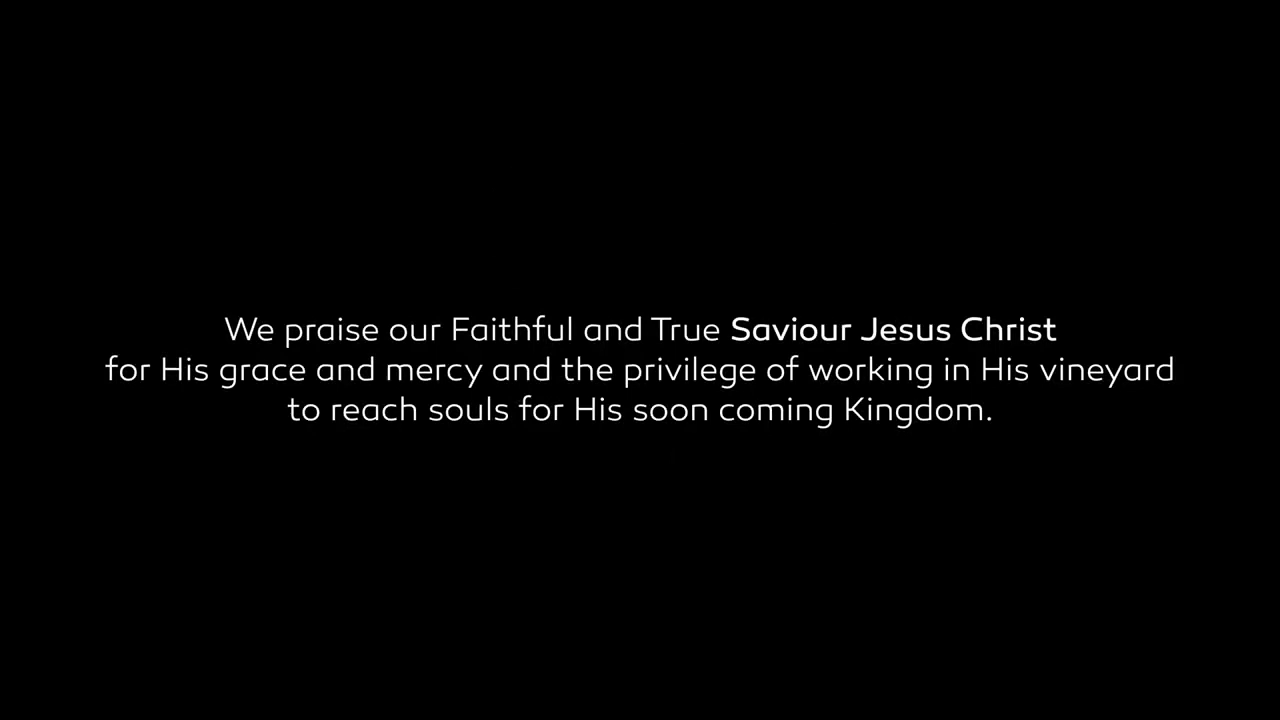 We praise our Faithful and True Saviour Jesus Christ
for His grace and mercy and the privilege of working in His vineyard
to reach souls for His soon coming Kingdom.